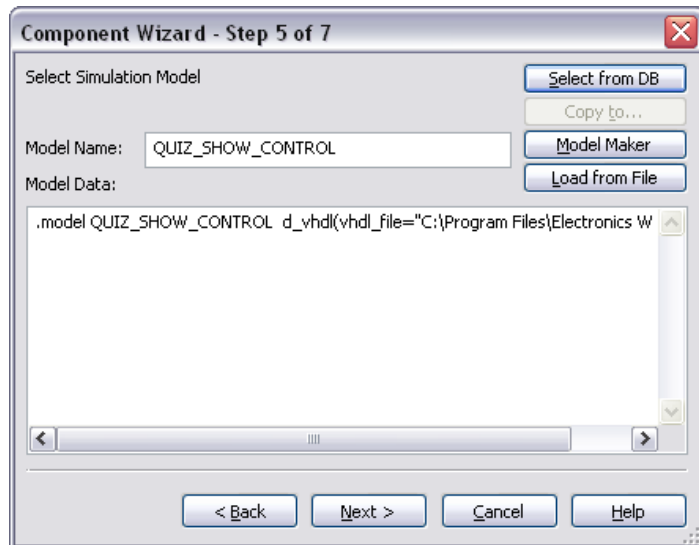 Component Wizard - Step 5 of 7
Select Simulation Model
Select from DB
Copy to...
Model Name:
QUIZ_SHOW_CONTROL
Model Maker
Model Data:
Load from File
.model QUIZ_SHOW_CONTROL d_vhdl(vhdl_file="C:\Program Files\Electronics W
< Back
Next >
Cancel
Help